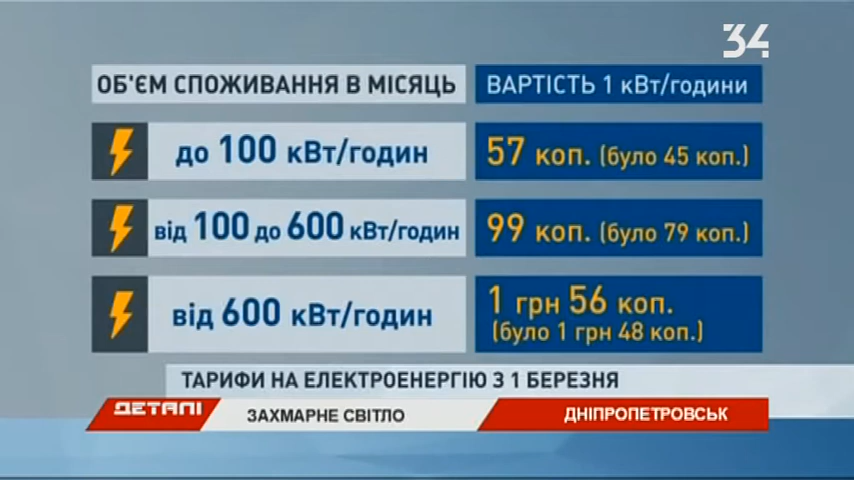 34
ОБ'ЄМ СПОЖИВАННЯ В МІСЯЦЬ
ВАРТІСТЬ 1 кВт/години
до 100 кВт/годин
57 коп. (було 45 коп.)
від 100 до 600 кВт/годин
99 коп. (було 79 коп.)
від 600 кВт/годин
1 грн 56 коп.
(було 1 грн 48 коп.)
ТАРИФИ НА ЕЛЕКТРОЕНЕРГІЮ З 1 БЕРЕЗНЯ
ДЕТАЛІ
ЗАХМАРНЕ СВІТЛО
ДНІПРОПЕТРОВСЬК